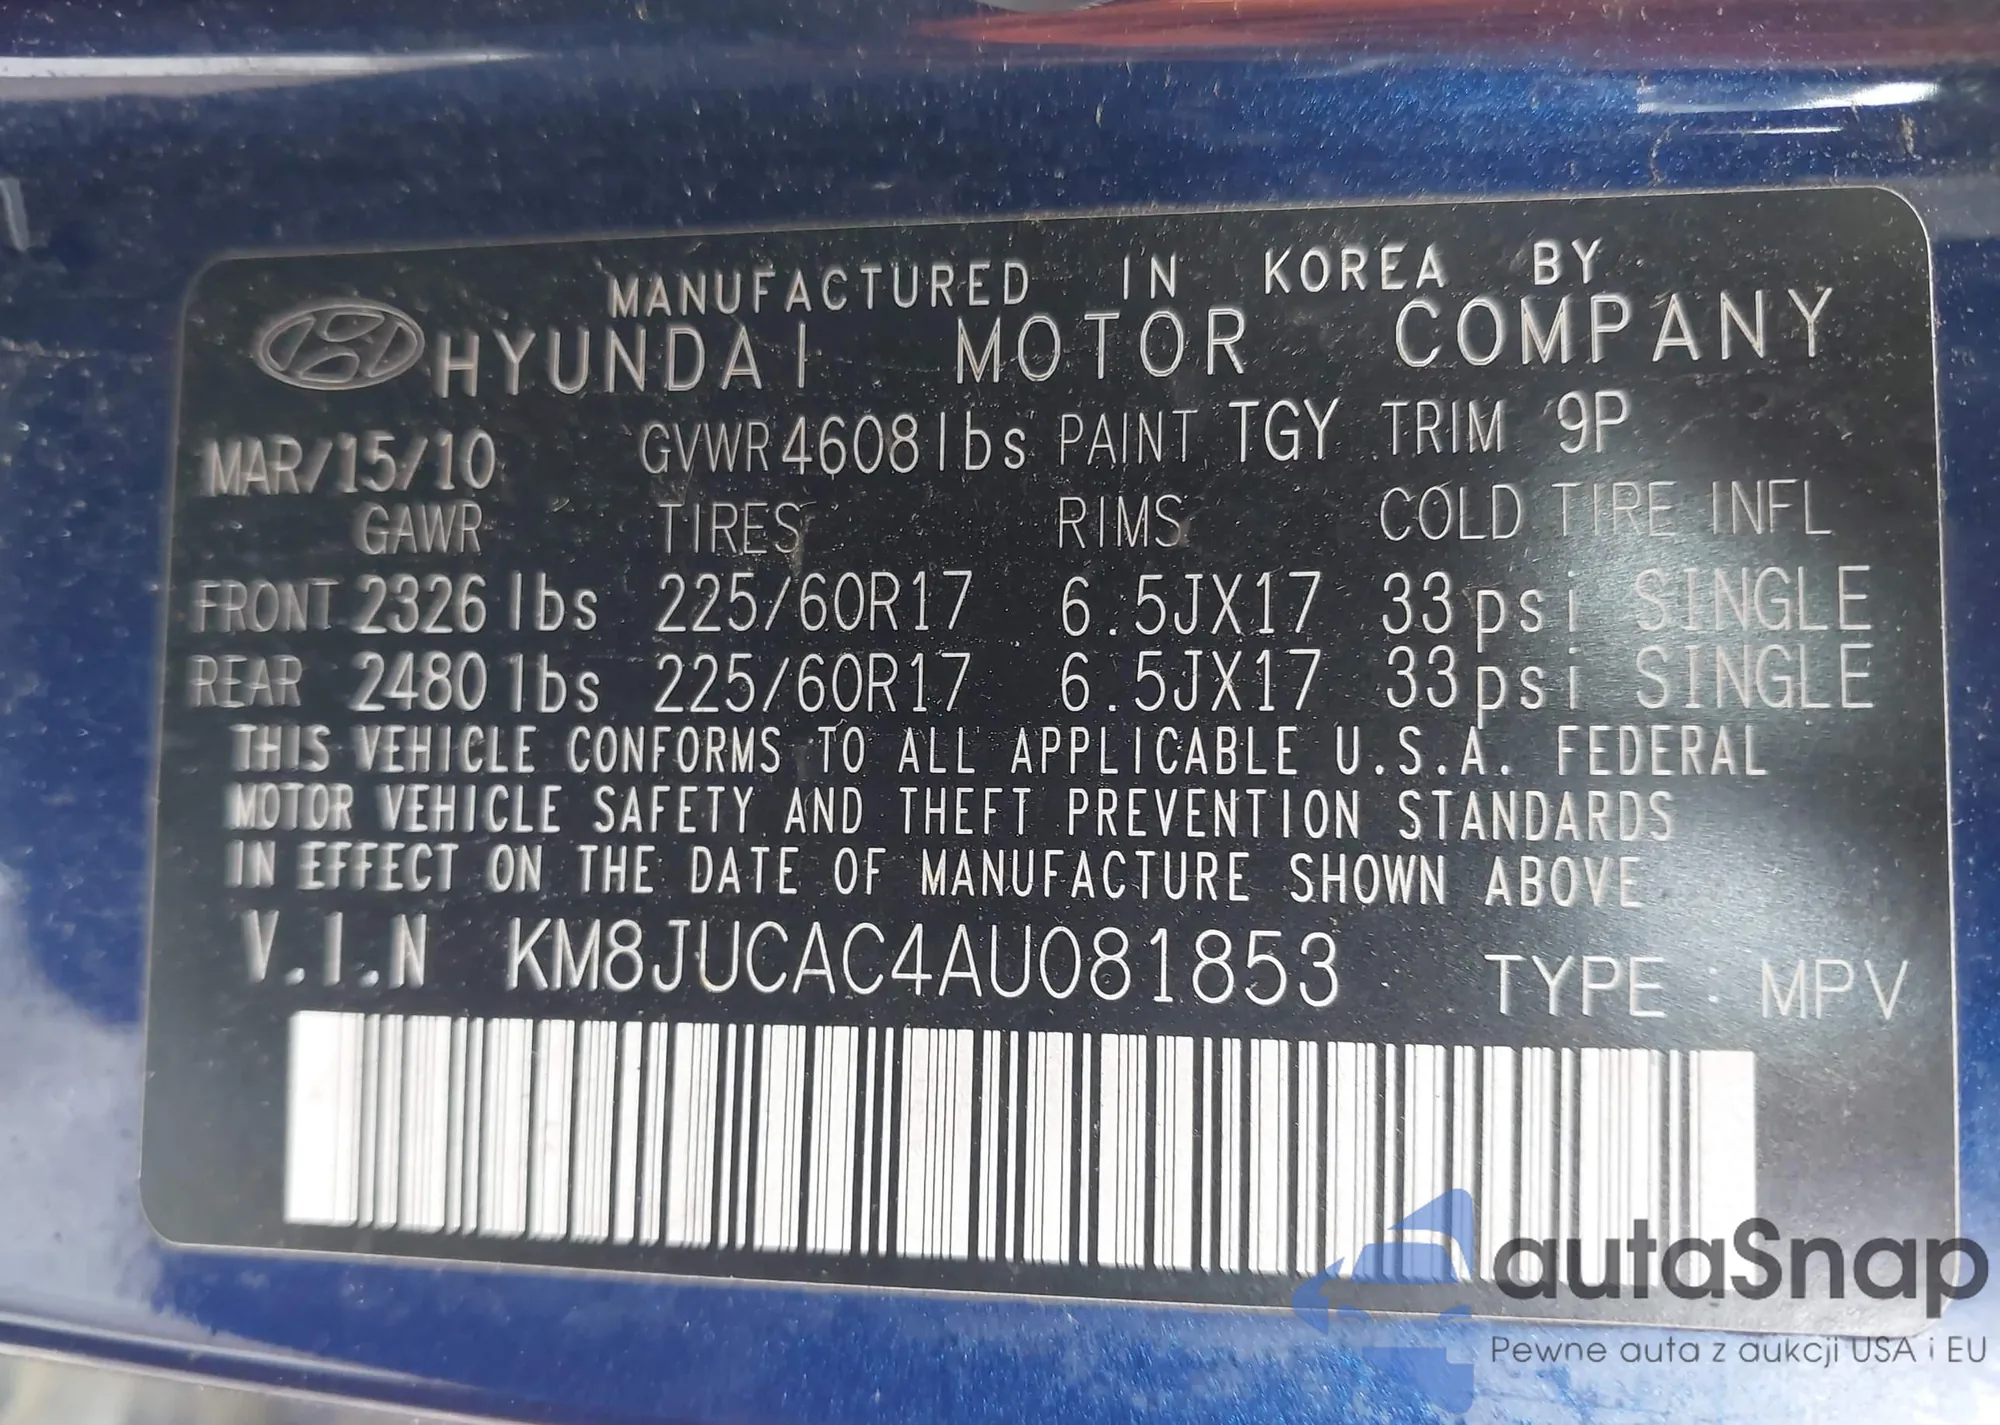 MANUFACTURED IN KOREA BY
HYUNDAI MOTOR COMPANY
MAR/15/10 GVWR 4608 lbs PAINT TGY TRIM 9P
GAWR TIRES RIMS COLD TIRE INFL
FRONT 2326 lbs 225/60R17 6.5JX17 33 psi SINGLE
REAR 2480 lbs 225/60R17 6.5JX17 33 psi SINGLE
THIS VEHICLE CONFORMS TO ALL APPLICABLE U.S.A. FEDERAL
MOTOR VEHICLE SAFETY AND THEFT PREVENTION STANDARDS
IN EFFECT ON THE DATE OF MANUFACTURE SHOWN ABOVE
V.I.N KM8JUCAC4AU081853 TYPE MPV
autaSnap
Pewne auta z aukcji USA i EU